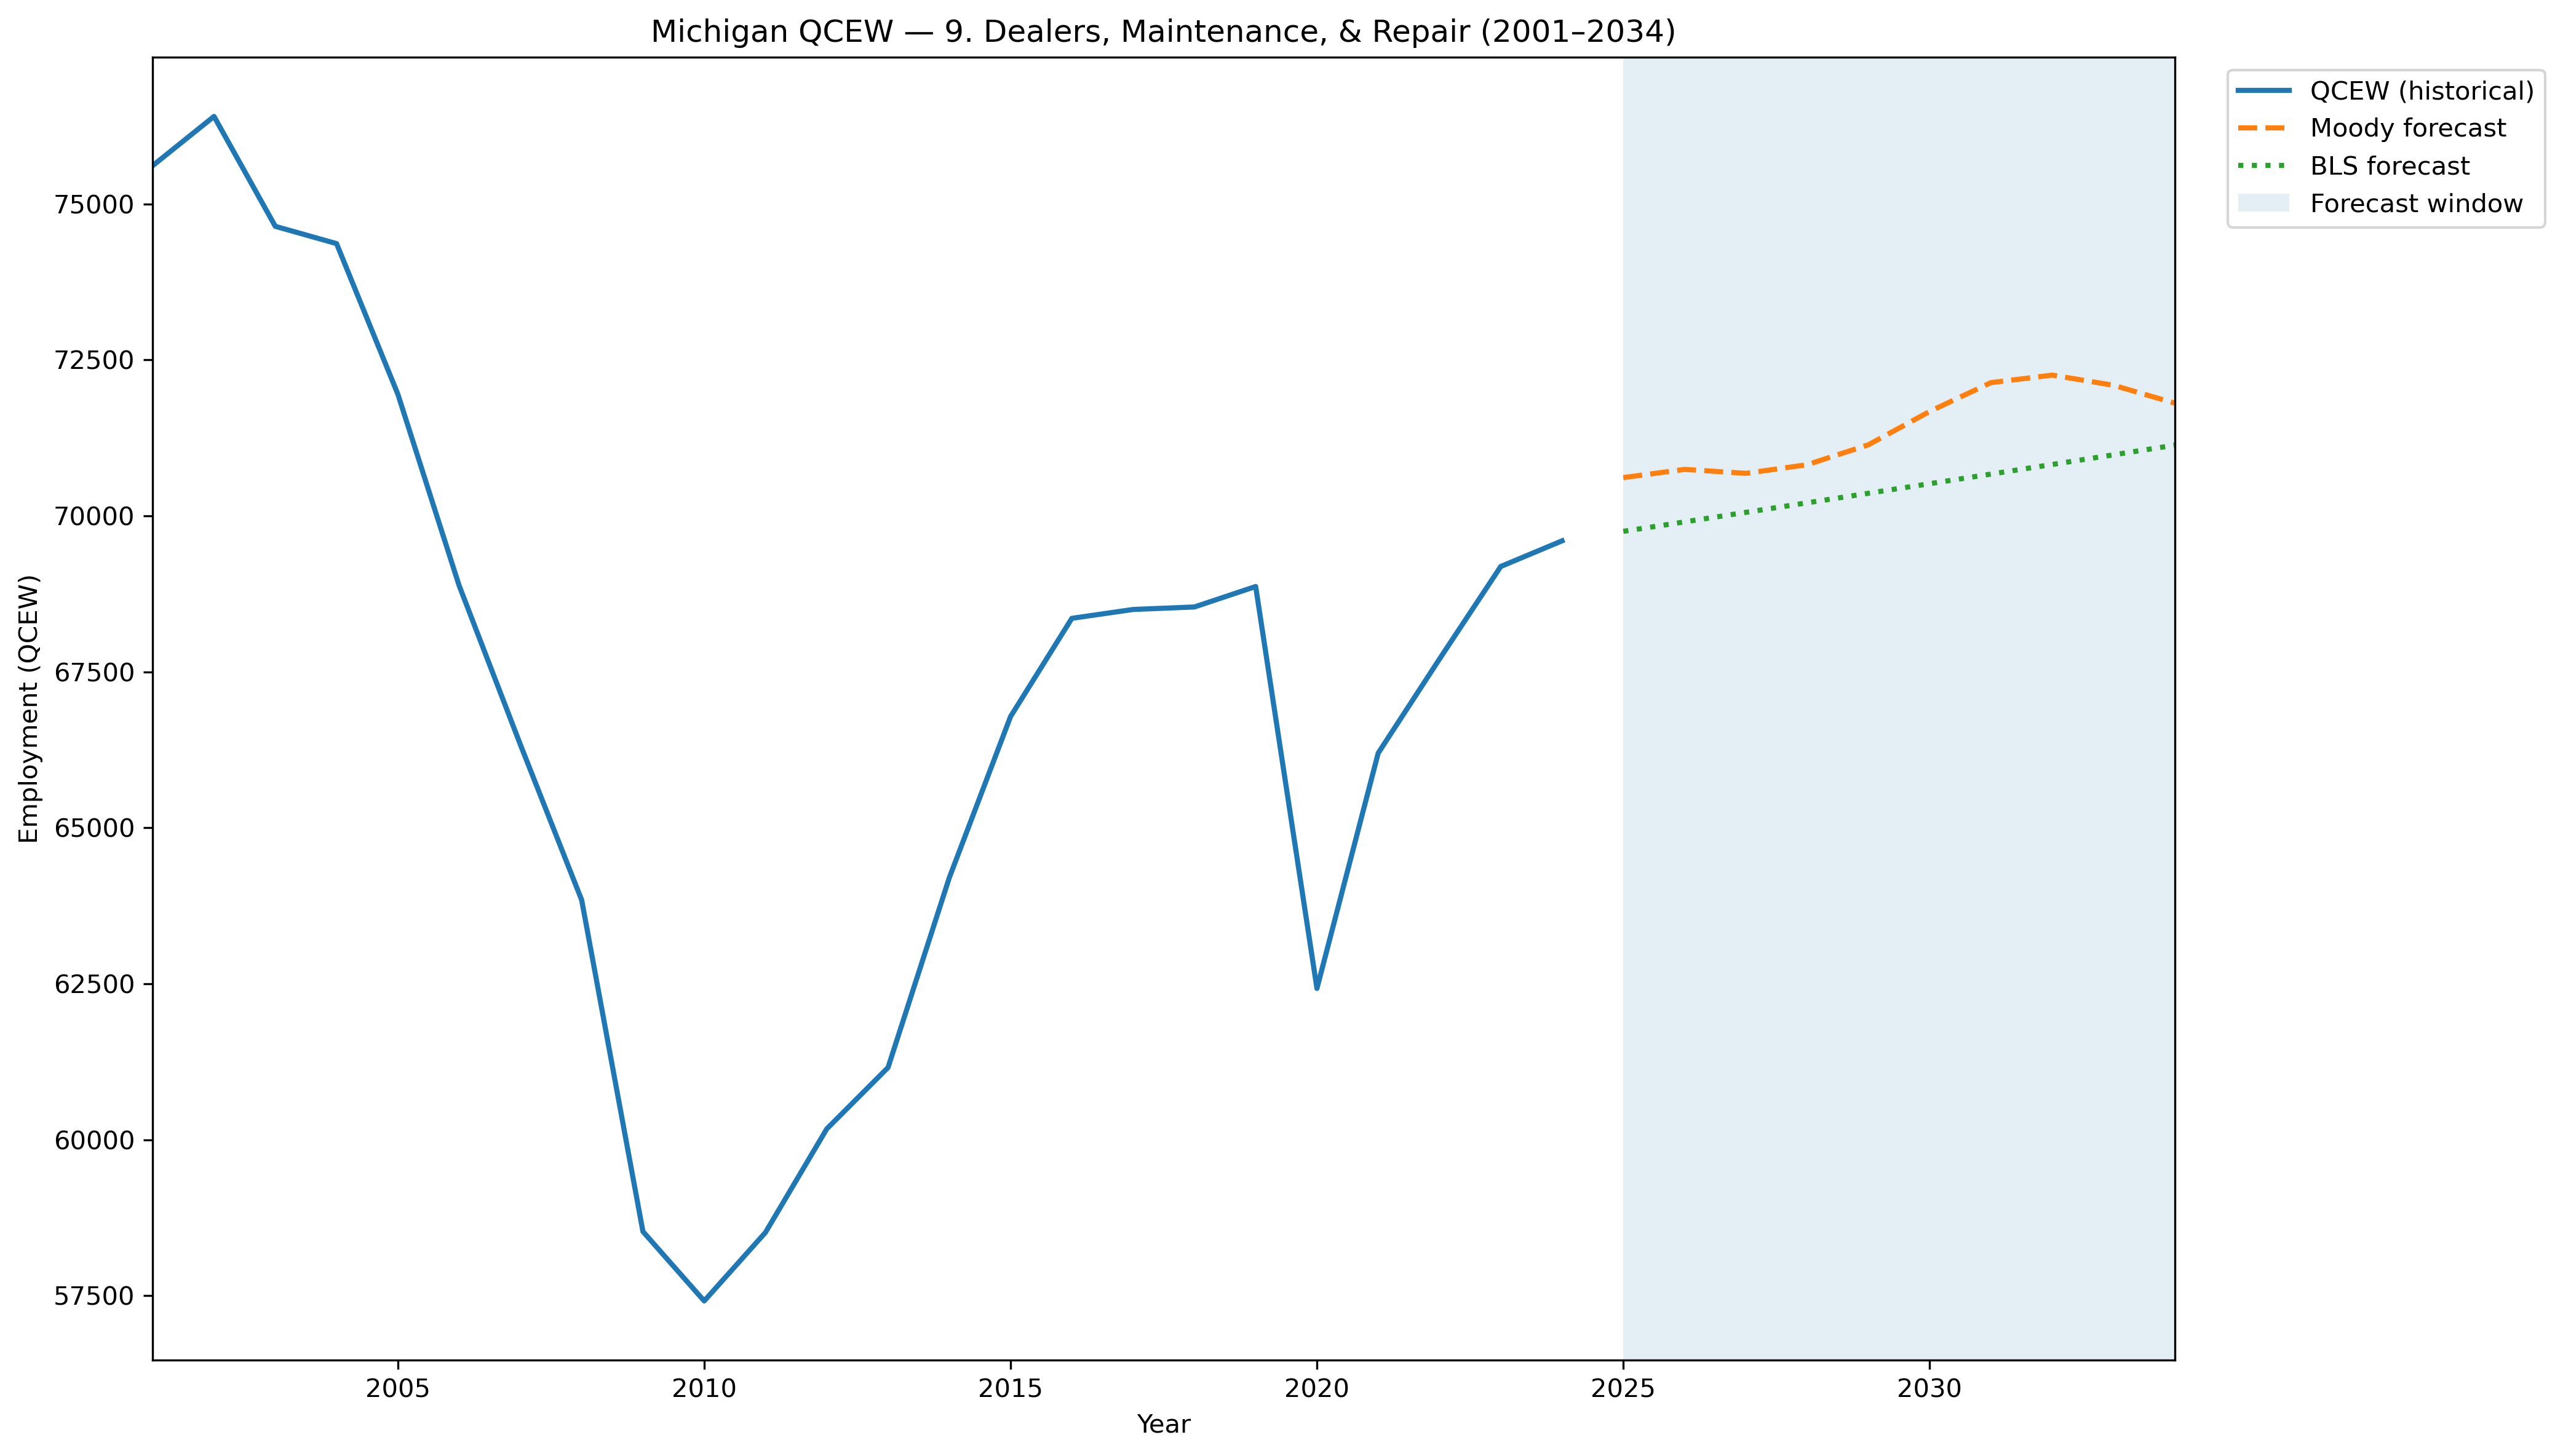 Michigan QCEW — 9. Dealers, Maintenance, & Repair (2001–2034)
QCEW (historical)
Moody forecast
BLS forecast
Forecast window
Employment (QCEW)
75000
72500
70000
67500
65000
62500
60000
57500
2005 2010 2015 2020 2025 2030
Year